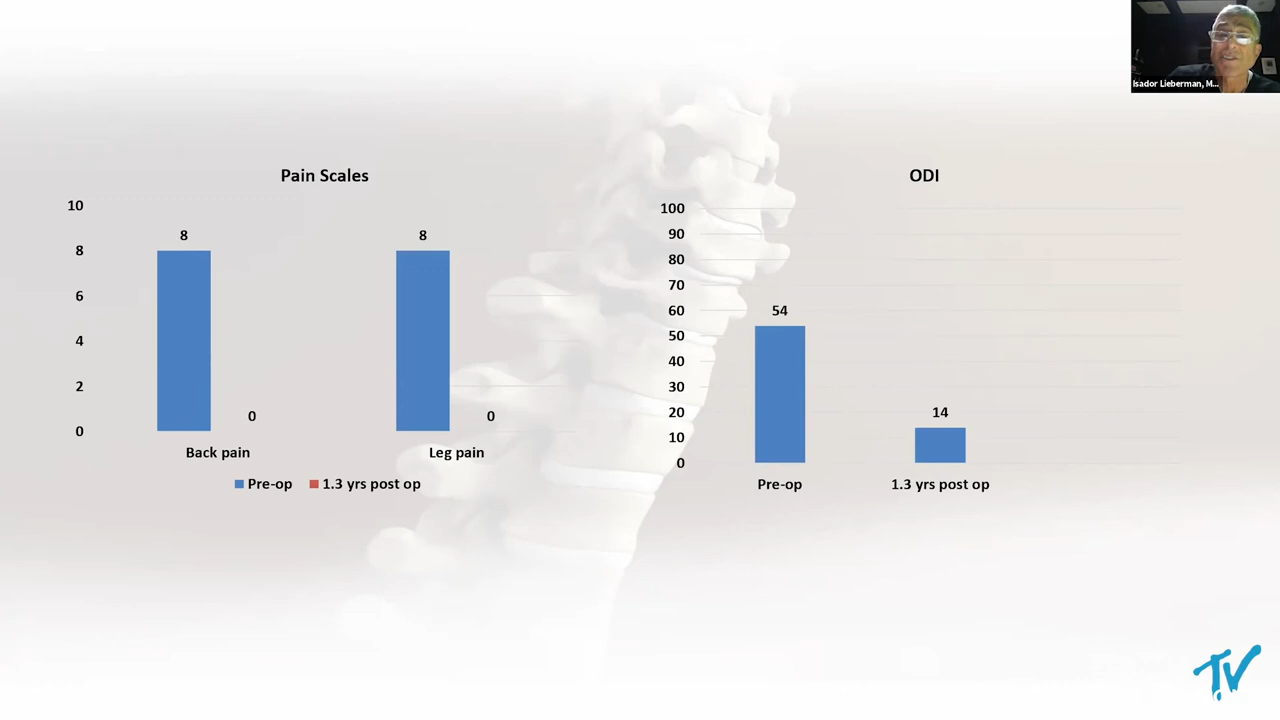 Isador Lieberman, M...
Pain Scales
10
8
6
4
2
0
8
0
8
0
Back pain
Leg pain
Pre-op
1.3 yrs post op
ODI
100
90
80
70
60
50
40
30
20
10
0
54
14
Pre-op
1.3 yrs post op
TV